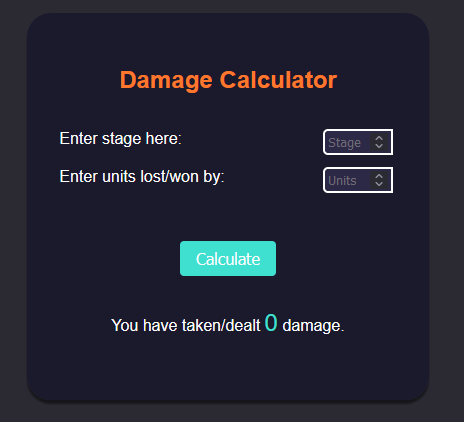 Damage Calculator
Enter stage here: Stage
Enter units lost/won by: Units
Calculate
You have taken/dealt 0 damage.